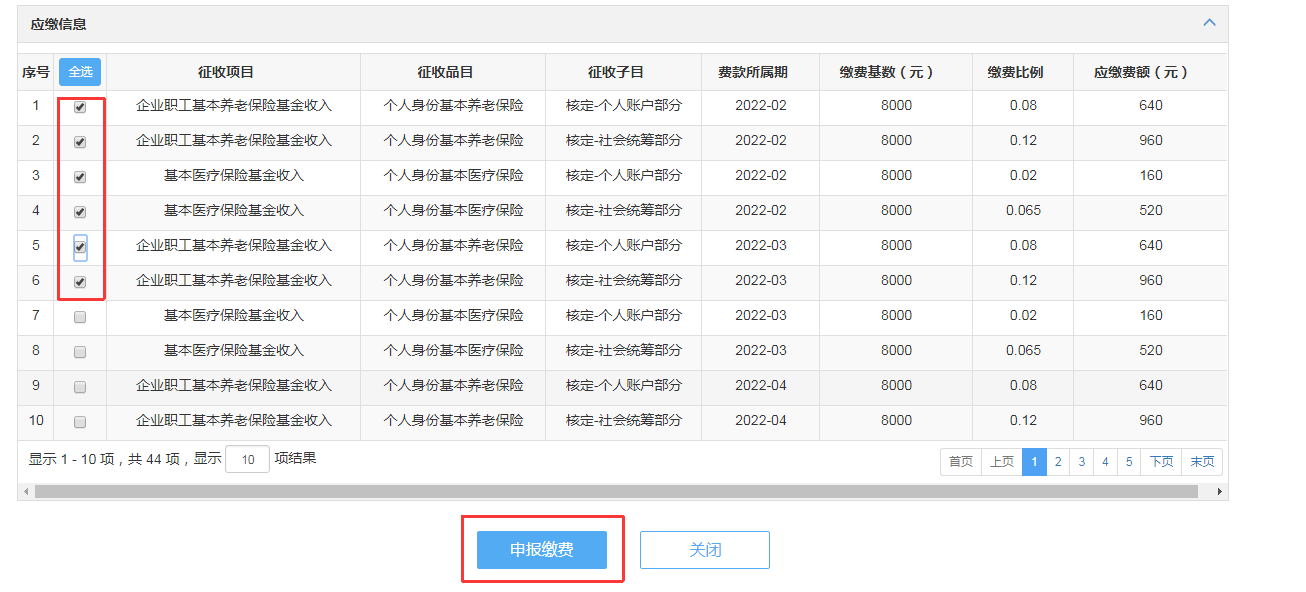 应缴信息
序号 全选 征收项目 征收品目 征收子目 费款所属期 缴费基数（元） 缴费比例 应缴费额（元）
1 企业职工基本养老保险基金收入 个人身份基本养老保险 核定-个人账户部分 2022-02 8000 0.08 640
2 企业职工基本养老保险基金收入 个人身份基本养老保险 核定-社会统筹部分 2022-02 8000 0.12 960
3 基本医疗保险基金收入 个人身份基本医疗保险 核定-个人账户部分 2022-02 8000 0.02 160
4 基本医疗保险基金收入 个人身份基本医疗保险 核定-社会统筹部分 2022-02 8000 0.065 520
5 企业职工基本养老保险基金收入 个人身份基本养老保险 核定-个人账户部分 2022-03 8000 0.08 640
6 企业职工基本养老保险基金收入 个人身份基本养老保险 核定-社会统筹部分 2022-03 8000 0.12 960
7 基本医疗保险基金收入 个人身份基本医疗保险 核定-个人账户部分 2022-03 8000 0.02 160
8 基本医疗保险基金收入 个人身份基本医疗保险 核定-社会统筹部分 2022-03 8000 0.065 520
9 企业职工基本养老保险基金收入 个人身份基本养老保险 核定-个人账户部分 2022-04 8000 0.08 640
10 企业职工基本养老保险基金收入 个人身份基本养老保险 核定-社会统筹部分 2022-04 8000 0.12 960
显示 1 - 10 项，共 44 项，显示 10 项结果 首页 上页 1 2 3 4 5 下页 末页
申报缴费 关闭